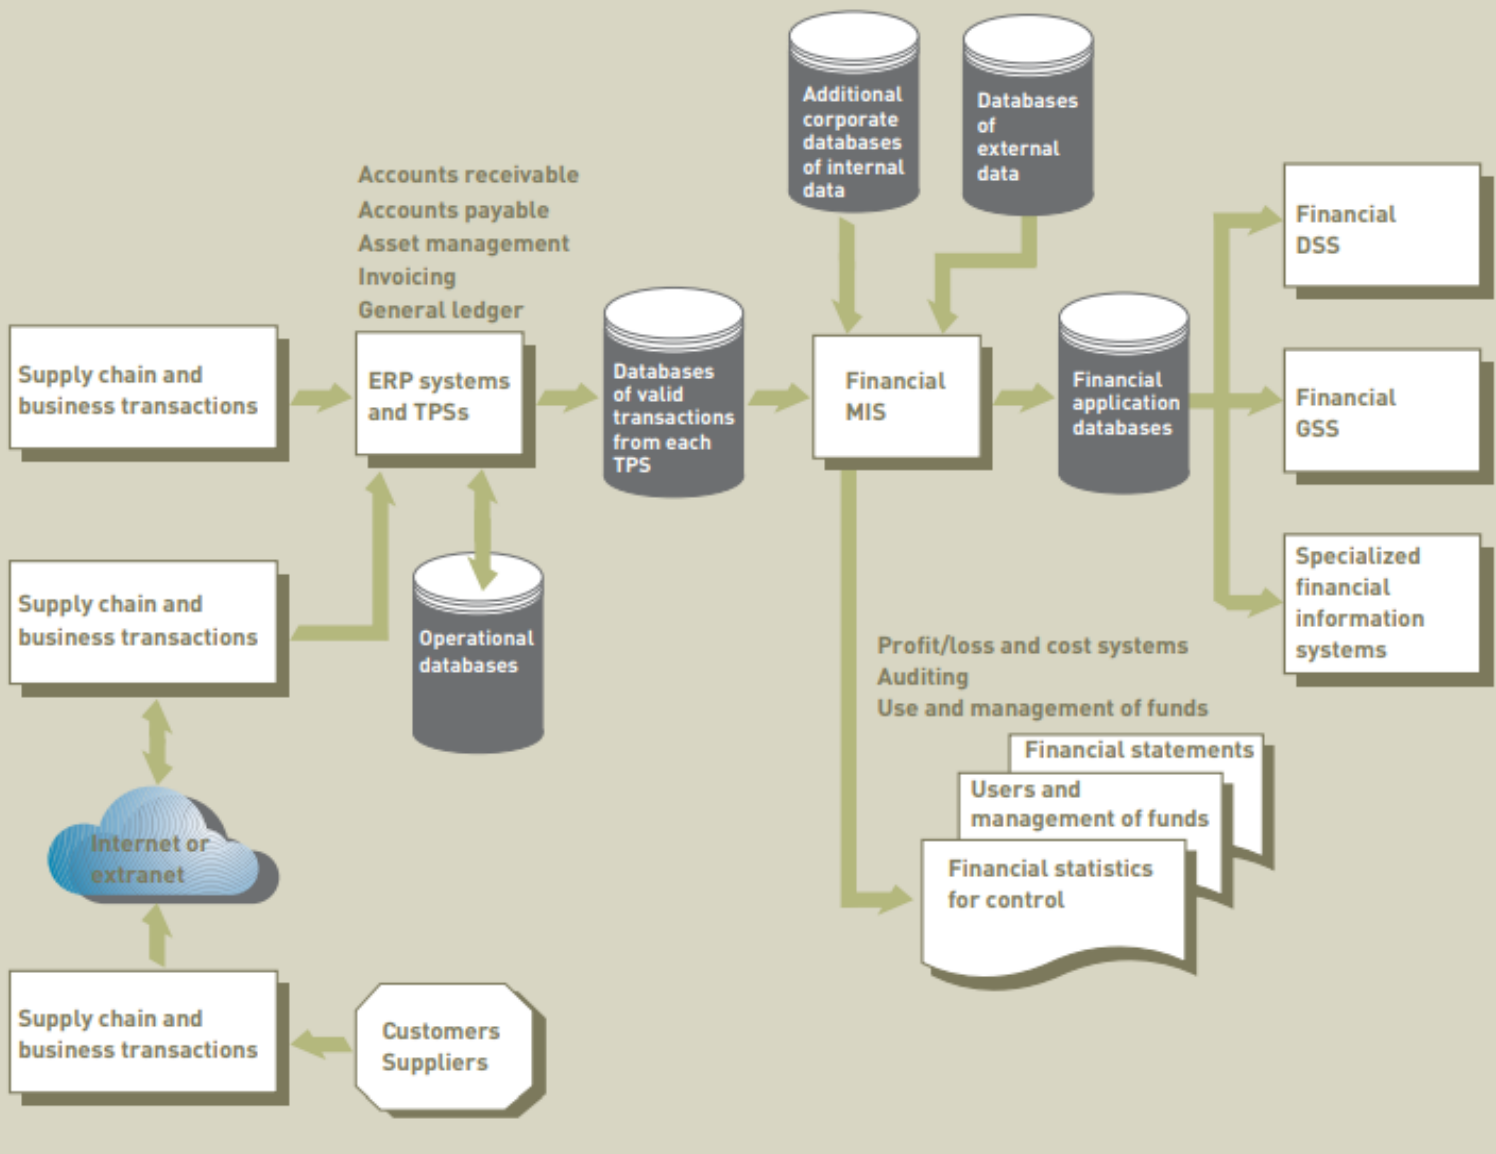 Additional
corporate
databases
of internal
data
Databases
of
external
data
Accounts receivable
Accounts payable
Asset management
Invoicing
General ledger
Supply chain and
business transactions
ERP systems
and TPSs
Databases
of valid
transactions
from each
TPS
Financial
MIS
Financial
application
databases
Financial
DSS
Financial
GSS
Specialized
financial
information
systems
Supply chain and
business transactions
Operational
databases
Profit/loss and cost systems
Auditing
Use and management of funds
Financial statements
Users and
management of funds
Financial statistics
for control
Internet or
extranet
Supply chain and
business transactions
Customers
Suppliers